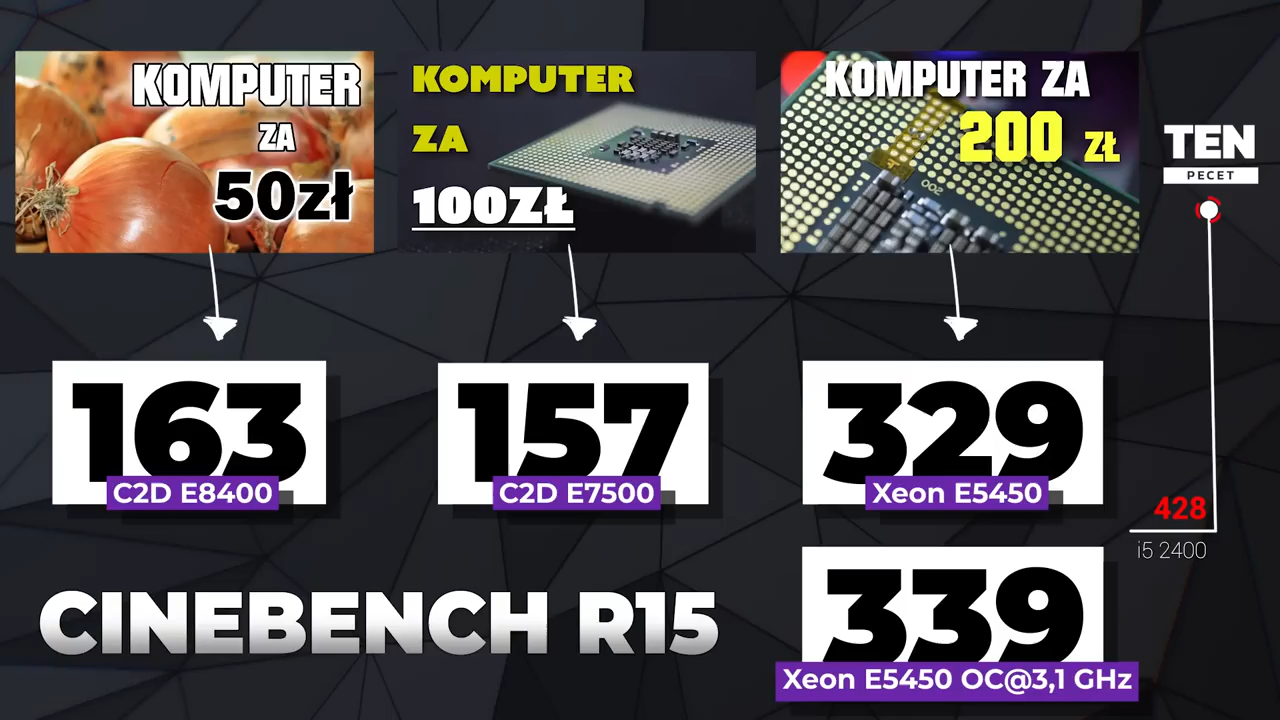 KOMPUTER
ZA
50zł
KOMPUTER
ZA
100ZŁ
KOMPUTER ZA
200 ZŁ
TEN
PECET
163
C2D E8400
157
C2D E7500
329
Xeon E5450
428
i5 2400
339
Xeon E5450 OC@3,1 GHz
CINEBENCH R15